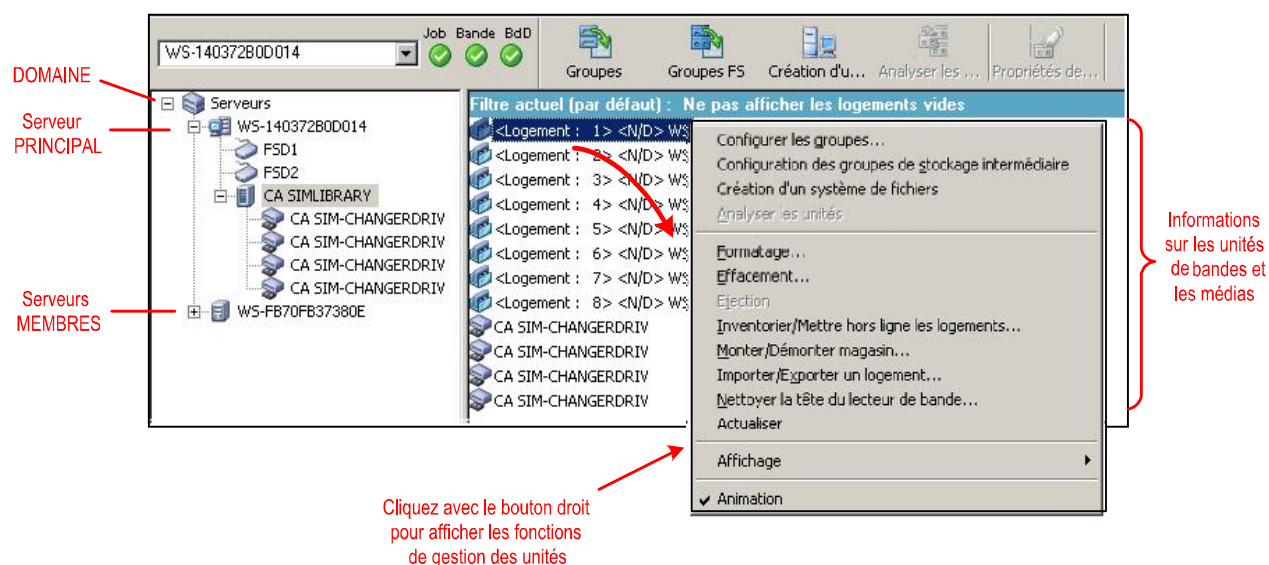 Job Bande BdD
WS-140372B0D014
Groupes
Groupes FS
Création d'u...
Analyser les ...
Propriétés de...
DOMAINE
Serveur
PRINCIPAL
Serveurs
MEMBRES
Serveurs
WS-140372B0D014
FSD1
FSD2
CA SIMLIBRARY
CA SIM-CHANGERDRIV
CA SIM-CHANGERDRIV
CA SIM-CHANGERDRIV
CA SIM-CHANGERDRIV
WS-FB70FB37380E
Filtre actuel (par défaut) : Ne pas afficher les logements vides
<Logement : 1> <N/D> WS
<Logement : 2> <N/D> WS
<Logement : 3> <N/D> WS
<Logement : 4> <N/D> WS
<Logement : 5> <N/D> WS
<Logement : 6> <N/D> WS
<Logement : 7> <N/D> WS
<Logement : 8> <N/D> WS
CA SIM-CHANGERDRIV
CA SIM-CHANGERDRIV
CA SIM-CHANGERDRIV
CA SIM-CHANGERDRIV
Configurer les groupes...
Configuration des groupes de stockage intermédiaire
Création d'un système de fichiers
Analyser les unités
Formatage...
Effacement...
Ejection
Inventorier/Mettre hors ligne les logements...
Monter/Démonter magasin...
Importer/Exporter un logement...
Nettoyer la tête du lecteur de bande...
Actualiser
Affichage
Animation
Informations
sur les unités
de bandes et
les médias
Cliquez avec le bouton droit
pour afficher les fonctions
de gestion des unités